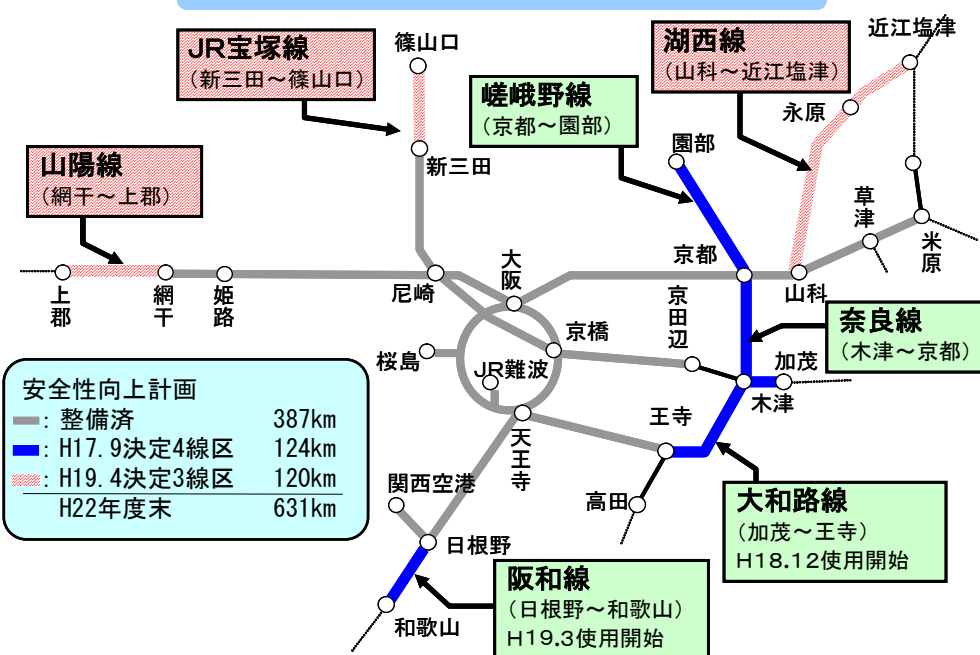 近江塩津
篠山口
JR宝塚線
(新三田～篠山口)
湖西線
(山科～近江塩津)
嵯峨野線
(京都～園部)
永原
園部
新三田
山陽線
(網干～上郡)
草津
米原
京都
大阪
上郡
網干
姫路
尼崎
山科
京田辺
京橋
奈良線
(木津～京都)
桜島
JR難波
加茂
木津
安全性向上計画
：整備済 387km
：H17.9決定4線区 124km
：H19.4決定3線区 120km
H22年度末 631km
王寺
天王寺
関西空港
高田
大和路線
(加茂～王寺)
H18.12使用開始
日根野
阪和線
(日根野～和歌山)
H19.3使用開始
和歌山